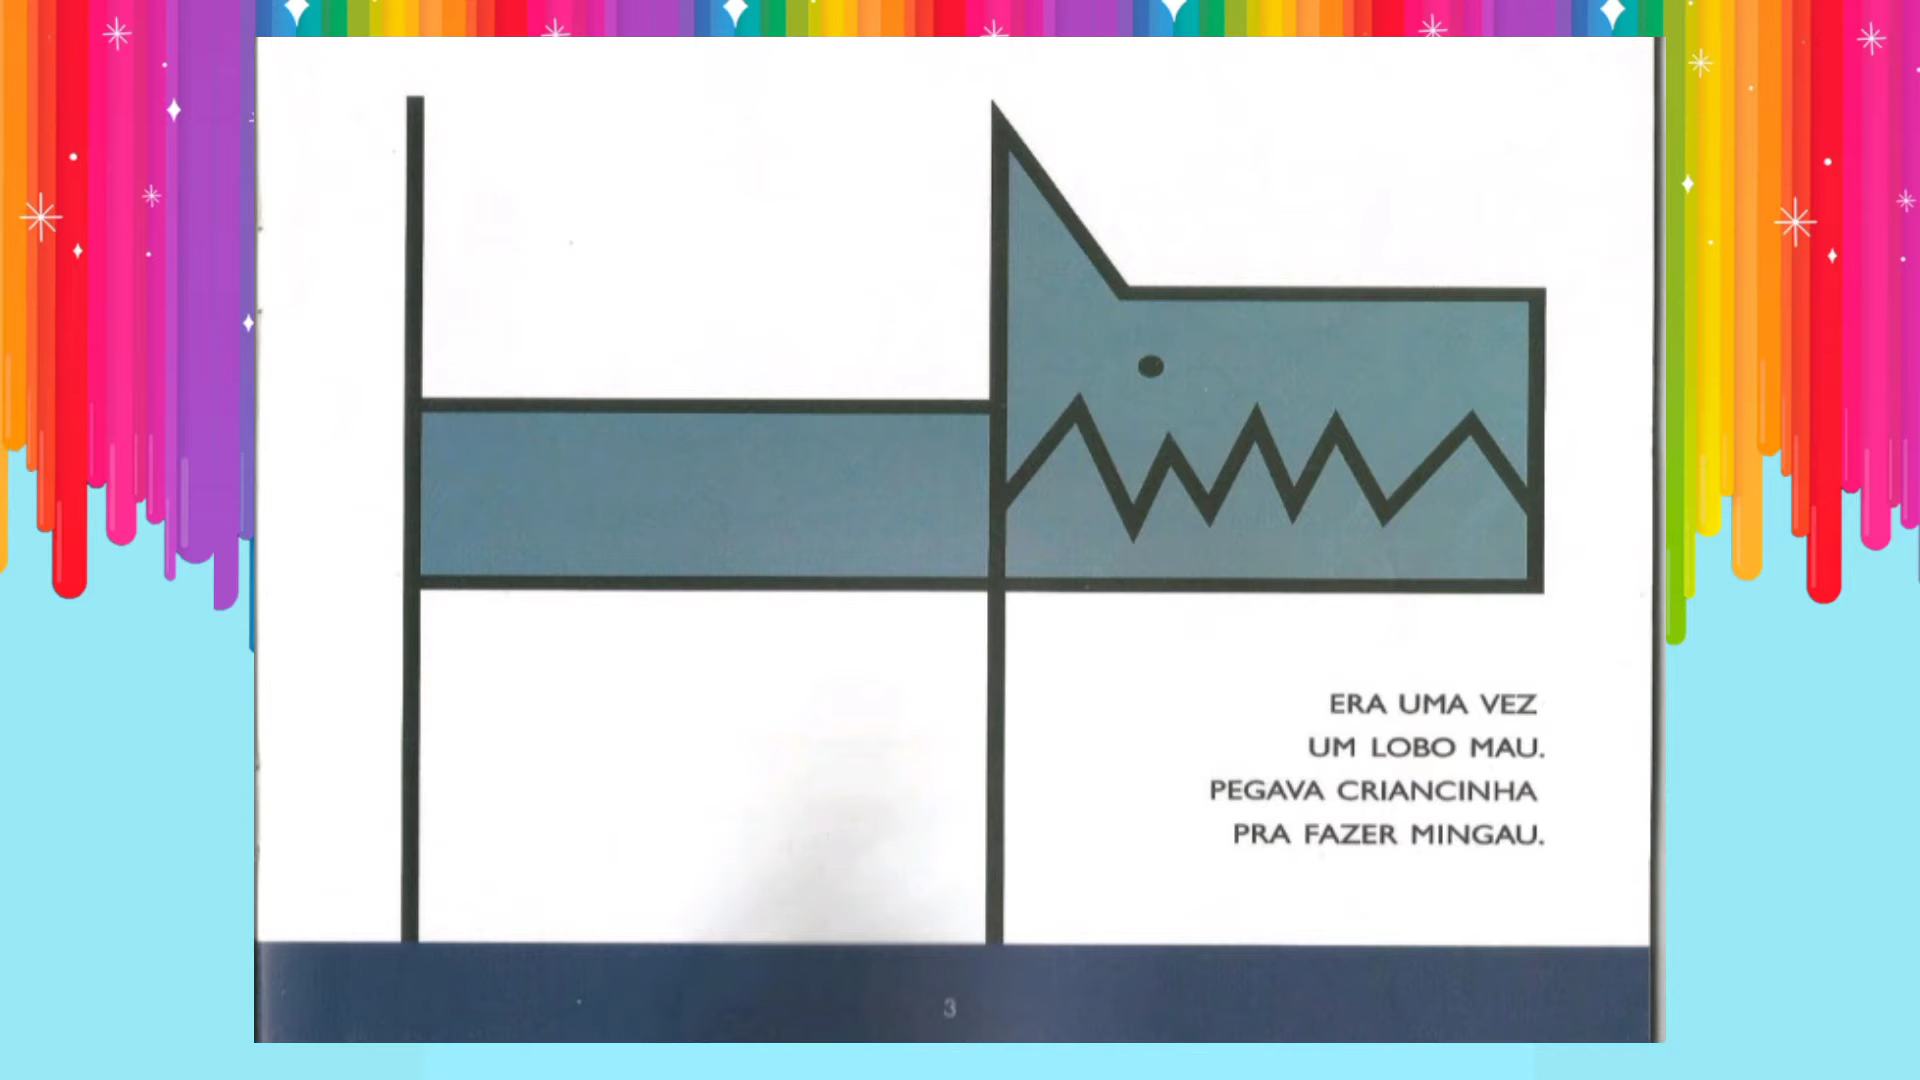 ERA UMA VEZ
UM LOBO MAU.
PEGAVA CRIANCINHA
PRA FAZER MINGAU.
3